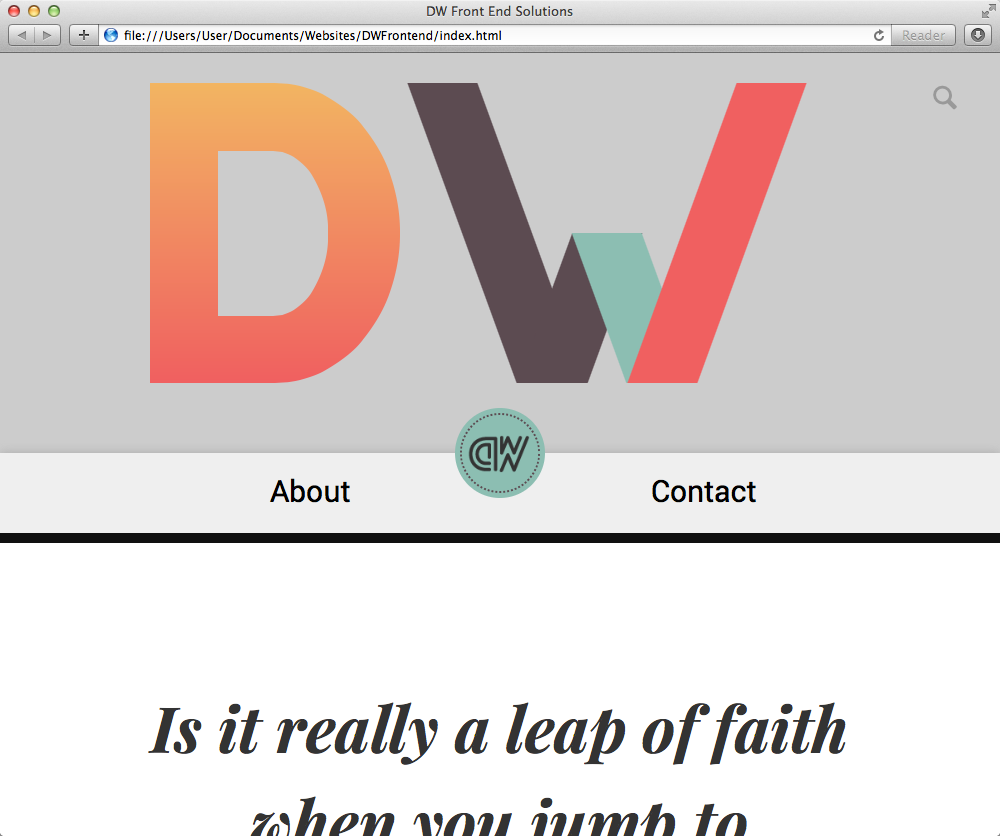 DW Front End Solutions
file:///Users/User/Documents/Websites/DWFrontend/index.html
Reader
DW
DW
About
Contact
Is it really a leap of faith
when you jump to